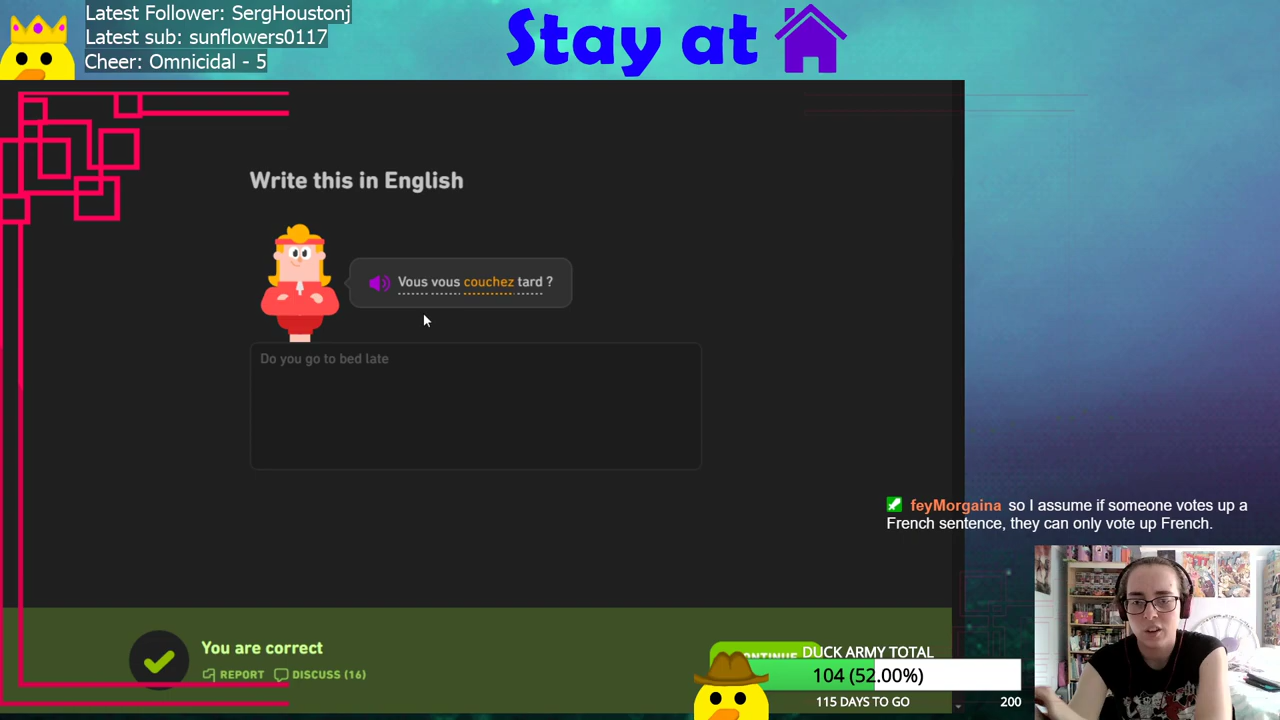 Latest Follower: SergHoustonj
Latest sub: sunflowers0117
Cheer: Omnicidal - 5
Stay at
Write this in English
Vous vous couchez tard ?
Do you go to bed late
feyMorgaina so I assume if someone votes up a
French sentence, they can only vote up French.
You are correct
REPORT DISCUSS (16)
CONTINUE
DUCK ARMY TOTAL
104 (52.00%)
115 DAYS TO GO 200